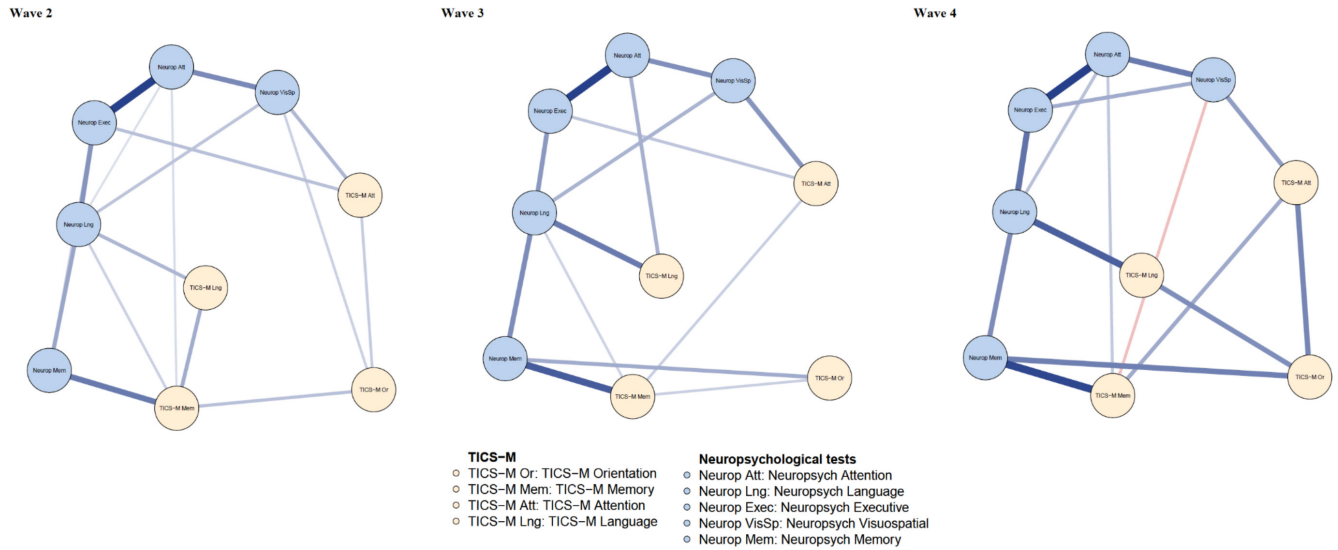 Wave 2
Wave 3
Wave 4
Neurop Att
Neurop VisSp
Neurop Exec
TICS−M Att
Neurop Lng
TICS−M Lng
Neurop Mem
TICS−M Or
TICS−M Mem
Neurop Att
Neurop VisSp
Neurop Exec
TICS−M Att
Neurop Lng
TICS−M Lng
Neurop Mem
TICS−M Or
TICS−M Mem
Neurop Att
Neurop VisSp
Neurop Exec
TICS−M Att
Neurop Lng
TICS−M Lng
Neurop Mem
TICS−M Or
TICS−M Mem
TICS−M
TICS−M Or: TICS−M Orientation
TICS−M Mem: TICS−M Memory
TICS−M Att: TICS−M Attention
TICS−M Lng: TICS−M Language
Neuropsychological tests
Neurop Att: Neuropsych Attention
Neurop Lng: Neuropsych Language
Neurop Exec: Neuropsych Executive
Neurop VisSp: Neuropsych Visuospatial
Neurop Mem: Neuropsych Memory